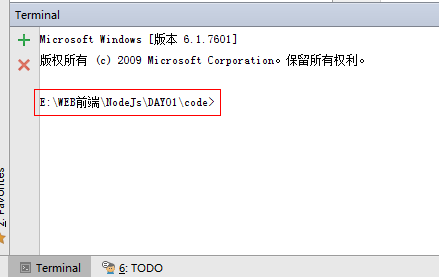 Terminal
Microsoft Windows [版本 6.1.7601]
版权所有 (c) 2009 Microsoft Corporation。保留所有权利。
E:\WEB前端\NodeJs\DAY01\code>
2: Favorites
Terminal
6: TODO